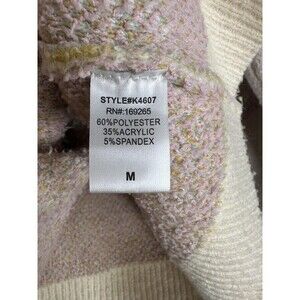 STYLE#K4607
RN#:169265
60%POLYESTER
35%ACRYLIC
5%SPANDEX
M